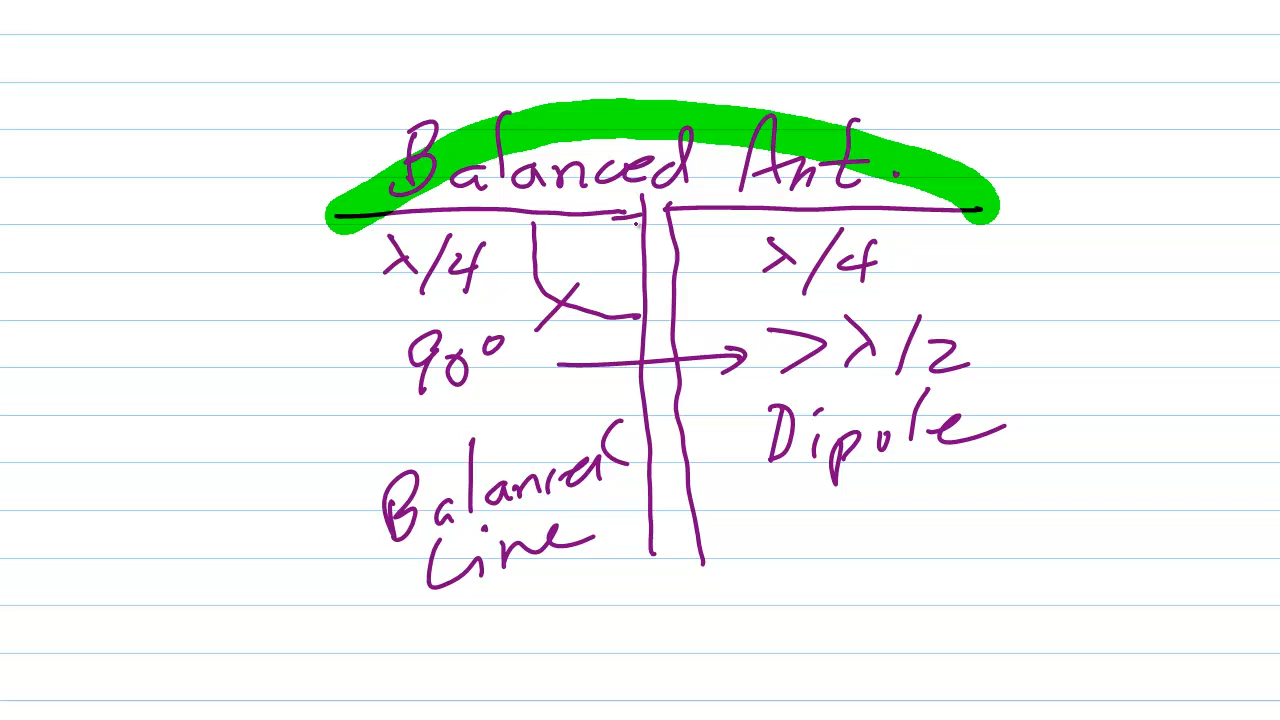 Balanced Ant.
λ/4 λ/4
90° > λ/2
Dipole
Balanced
Line